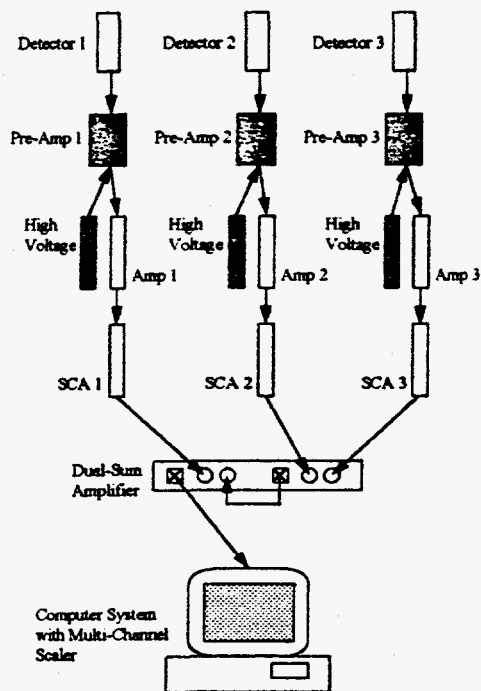 Detector 1
Detector 2
Detector 3
Pre-Amp 1
Pre-Amp 2
Pre-Amp 3
High
Voltage
High
Voltage
High
Voltage
Amp 1
Amp 2
Amp 3
SCA 1
SCA 2
SCA 3
Dual-Sum
Amplifier
Computer System
with Multi-Channel
Scaler